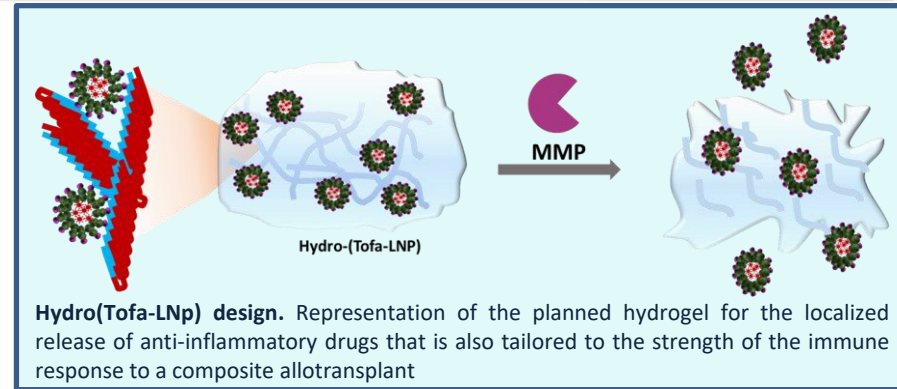 MMP
Hydro-(Tofa-LNP)
Hydro(Tofa-LNp) design. Representation of the planned hydrogel for the localized
release of anti-inflammatory drugs that is also tailored to the strength of the immune
response to a composite allotransplant